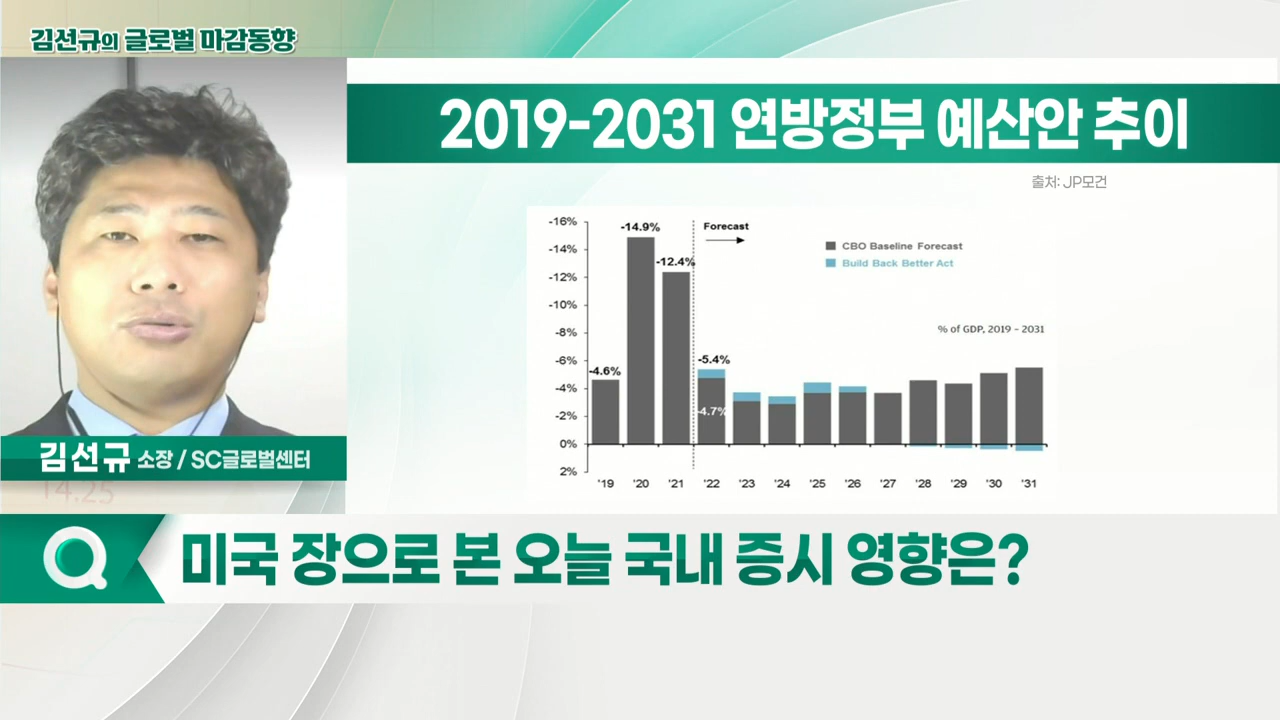 김선규의 글로벌 마감동향
2019-2031 연방정부 예산안 추이
출처: JP모건
-16%
-14%
-12%
-10%
-8%
-6%
-4%
-2%
0%
2%
-4.6%
-14.9%
-12.4%
Forecast
-5.4%
-4.7%
CBO Baseline Forecast
Build Back Better Act
% of GDP, 2019 - 2031
'19 '20 '21 '22 '23 '24 '25 '26 '27 '28 '29 '30 '31
김선규 소장 / SC글로벌센터
14.25
Q 미국 장으로 본 오늘 국내 증시 영향은?